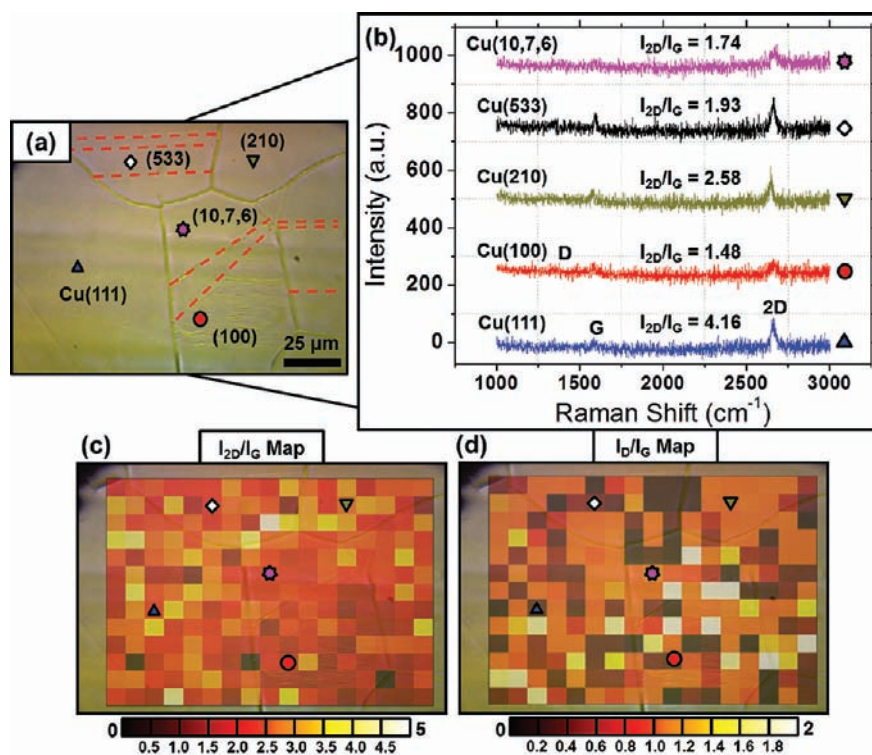 (a)
(533)
(210)
(10,7,6)
Cu(111)
(100)
25 µm
(b)
Intensity (a.u.)
1000
800
600
400
200
0
Cu(10,7,6) I2D/IG = 1.74
Cu(533) I2D/IG = 1.93
Cu(210) I2D/IG = 2.58
Cu(100) D I2D/IG = 1.48
Cu(111) G I2D/IG = 4.16 2D
1000 1500 2000 2500 3000
Raman Shift (cm-1)
(c) I2D/IG Map
0 5
0.5 1.0 1.5 2.0 2.5 3.0 3.5 4.0 4.5
(d) ID/IG Map
0 2
0.2 0.4 0.6 0.8 1.0 1.2 1.4 1.6 1.8